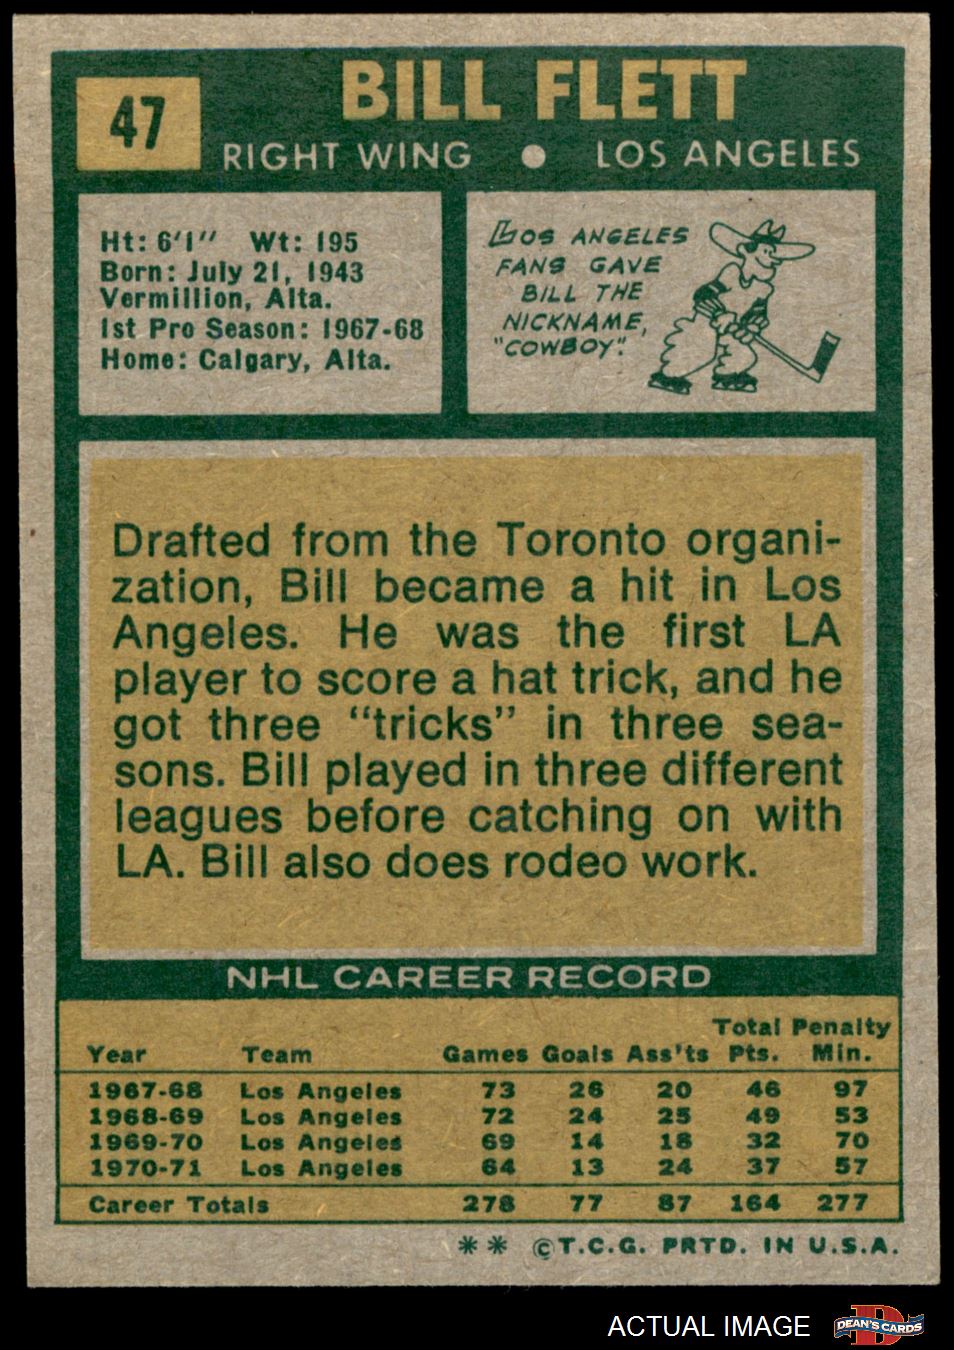 47
BILL FLETT
RIGHT WING • LOS ANGELES
Ht: 6'1" Wt: 195
Born: July 21, 1943
Vermillion, Alta.
1st Pro Season: 1967-68
Home: Calgary, Alta.
LOS ANGELES
FANS GAVE
BILL THE
NICKNAME,
"COWBOY".
Drafted from the Toronto organi-
zation, Bill became a hit in Los
Angeles. He was the first LA
player to score a hat trick, and he
got three "tricks" in three sea-
sons. Bill played in three different
leagues before catching on with
LA. Bill also does rodeo work.
NHL CAREER RECORD
Total Penalty
Year Team Games Goals Ass'ts Pts. Min.
1967-68 Los Angeles 73 26 20 46 97
1968-69 Los Angeles 72 24 25 49 53
1969-70 Los Angeles 69 14 18 32 70
1970-71 Los Angeles 64 13 24 37 57
Career Totals 278 77 87 164 277
** © T.C.G. PRTD. IN U.S.A.
ACTUAL IMAGE
D
DEAN'S CARDS